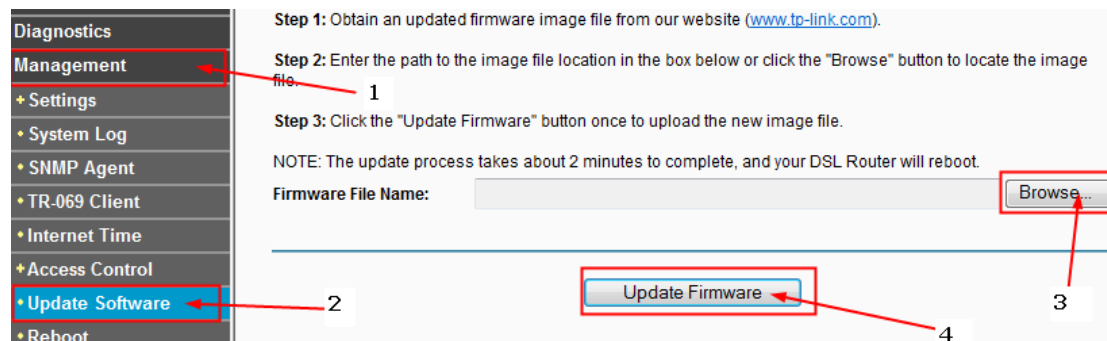 Diagnostics
Management
+ Settings
• System Log
• SNMP Agent
• TR-069 Client
• Internet Time
+ Access Control
• Update Software
• Reboot
1
2
Step 1: Obtain an updated firmware image file from our website (www.tp-link.com).
Step 2: Enter the path to the image file location in the box below or click the "Browse" button to locate the image
file.
Step 3: Click the "Update Firmware" button once to upload the new image file.
NOTE: The update process takes about 2 minutes to complete, and your DSL Router will reboot.
Firmware File Name:
Browse...
Update Firmware
3
4